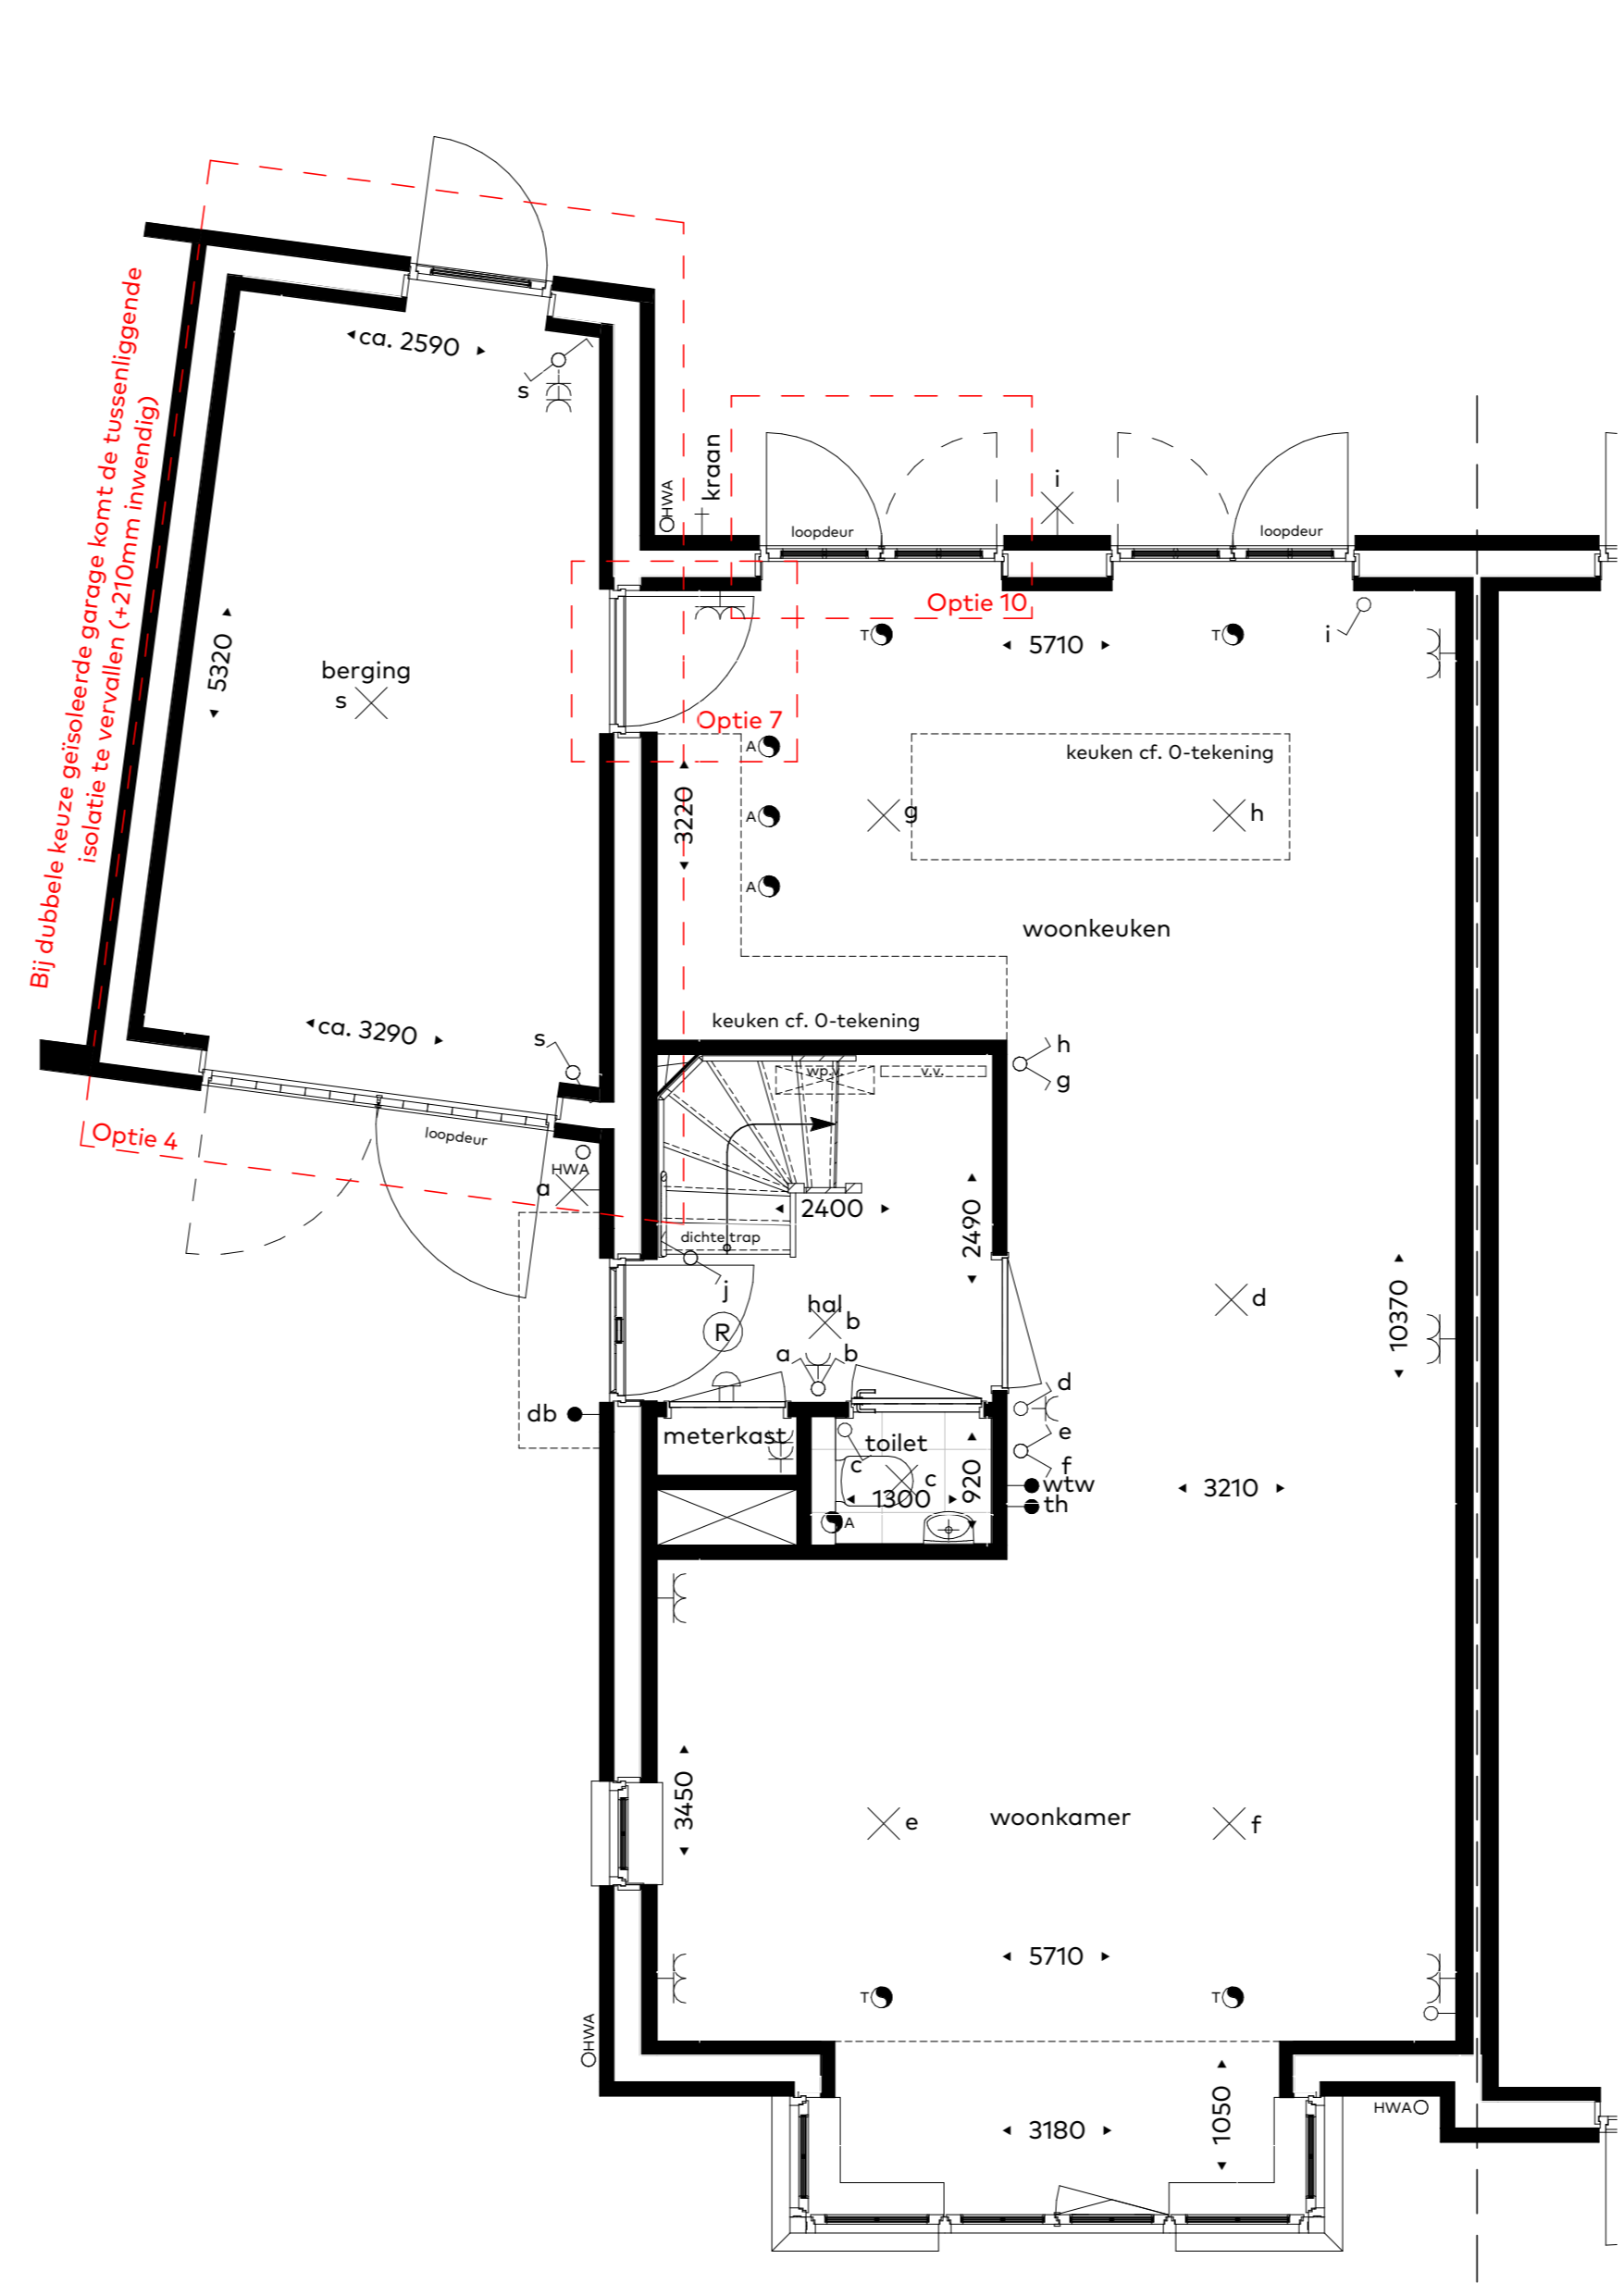 Bij dubbele keuze geïsoleerde garage komt de tussenliggende
isolatie te vervallen (+210mm inwendig)
ca. 2590
s
5320
berging
s
ca. 3290
s
Optie 4
loopdeur
HWA
a
HWA
kraan
loopdeur
i
loopdeur
Optie 10
T
5710
T
i
Optie 7
A
keuken cf. 0-tekening
3220
A
g
h
A
woonkeuken
keuken cf. 0-tekening
h
g
wp.v.
v.v.
2400
2490
dichte trap
j
hal
b
R
a
b
d
10370
db
d
meterkast
toilet
e
c
c
f
920
wtw
1300
3210
th
A
3450
e
woonkamer
f
5710
T
T
HWA
1050
HWA
3180